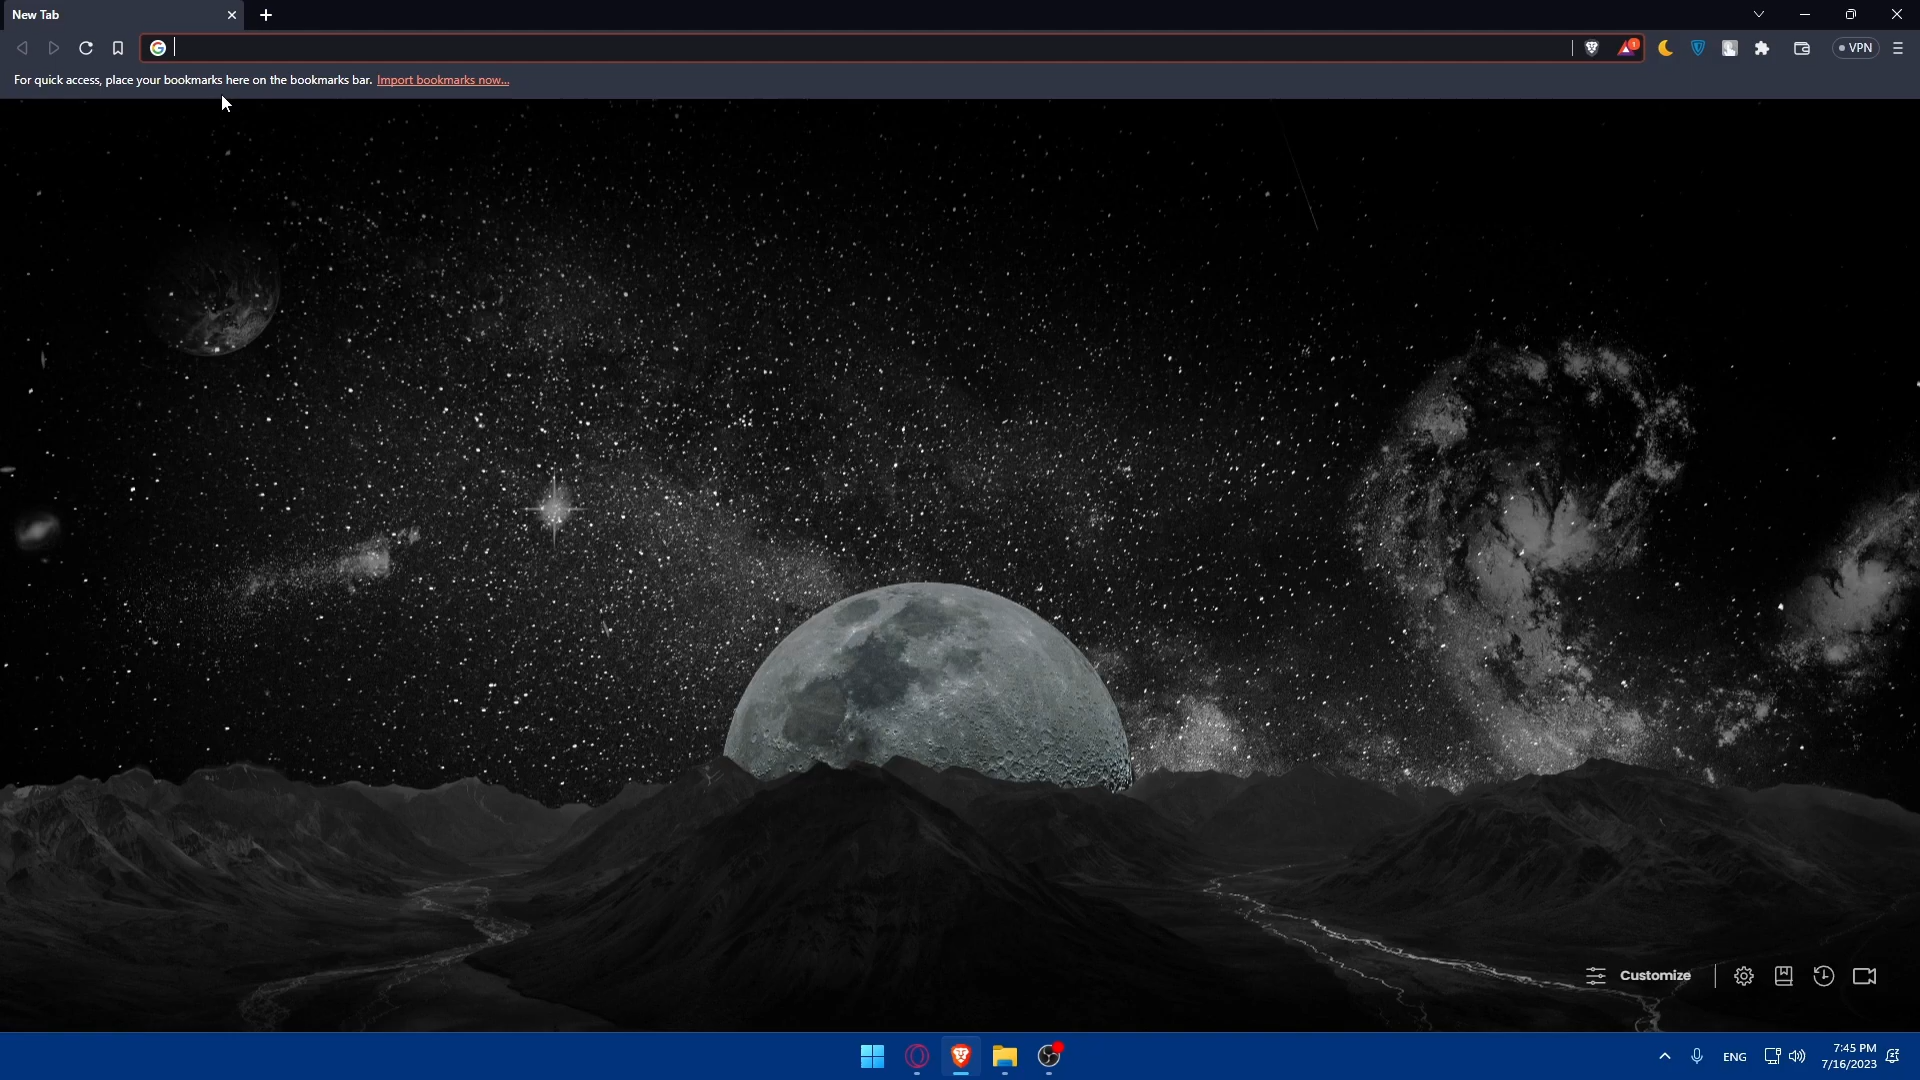 New Tab
VPN
For quick access, place your bookmarks here on the bookmarks bar. Import bookmarks now...
Customize
ENG
7:45 PM
7/16/2023